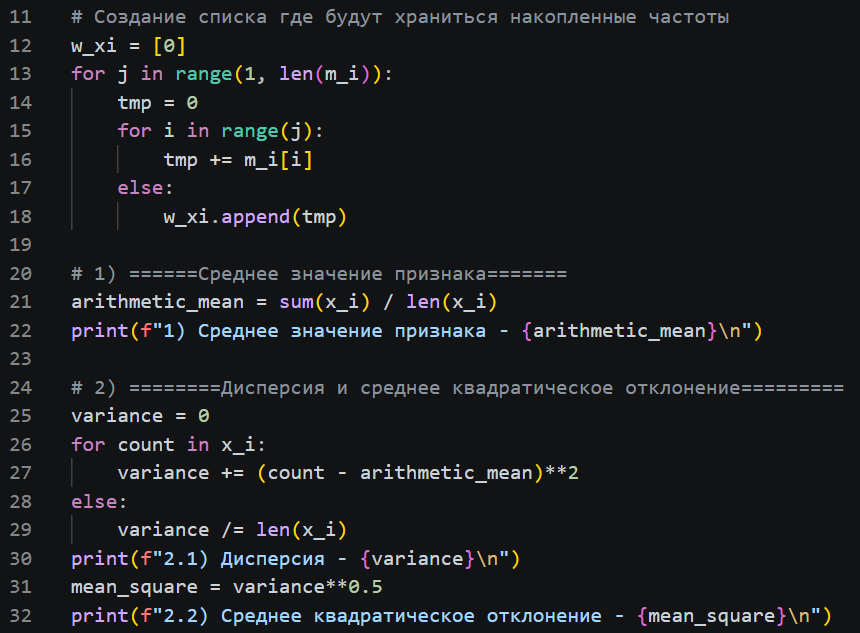 11 # Создание списка где будут храниться накопленные частоты
12 w_xi = [0]
13 for j in range(1, len(m_i)):
14     tmp = 0
15     for i in range(j):
16         tmp += m_i[i]
17     else:
18         w_xi.append(tmp)
19
20 # 1) ======Среднее значение признака=======
21 arithmetic_mean = sum(x_i) / len(x_i)
22 print(f"1) Среднее значение признака - {arithmetic_mean}\n")
23
24 # 2) ========Дисперсия и среднее квадратическое отклонение=========
25 variance = 0
26 for count in x_i:
27     variance += (count - arithmetic_mean)**2
28 else:
29     variance /= len(x_i)
30 print(f"2.1) Дисперсия - {variance}\n")
31 mean_square = variance**0.5
32 print(f"2.2) Среднее квадратическое отклонение - {mean_square}\n")